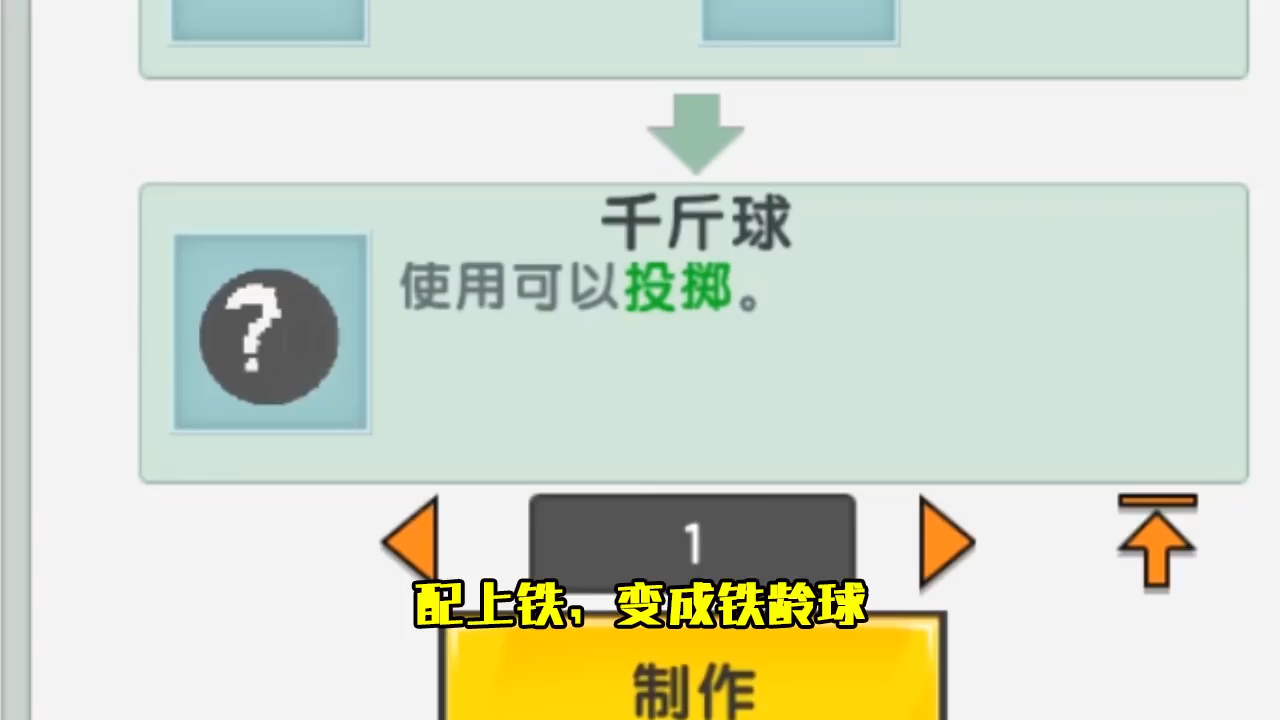 千斤球
使用可以投掷。
?
1
配上铁，变成铁龄球
制作